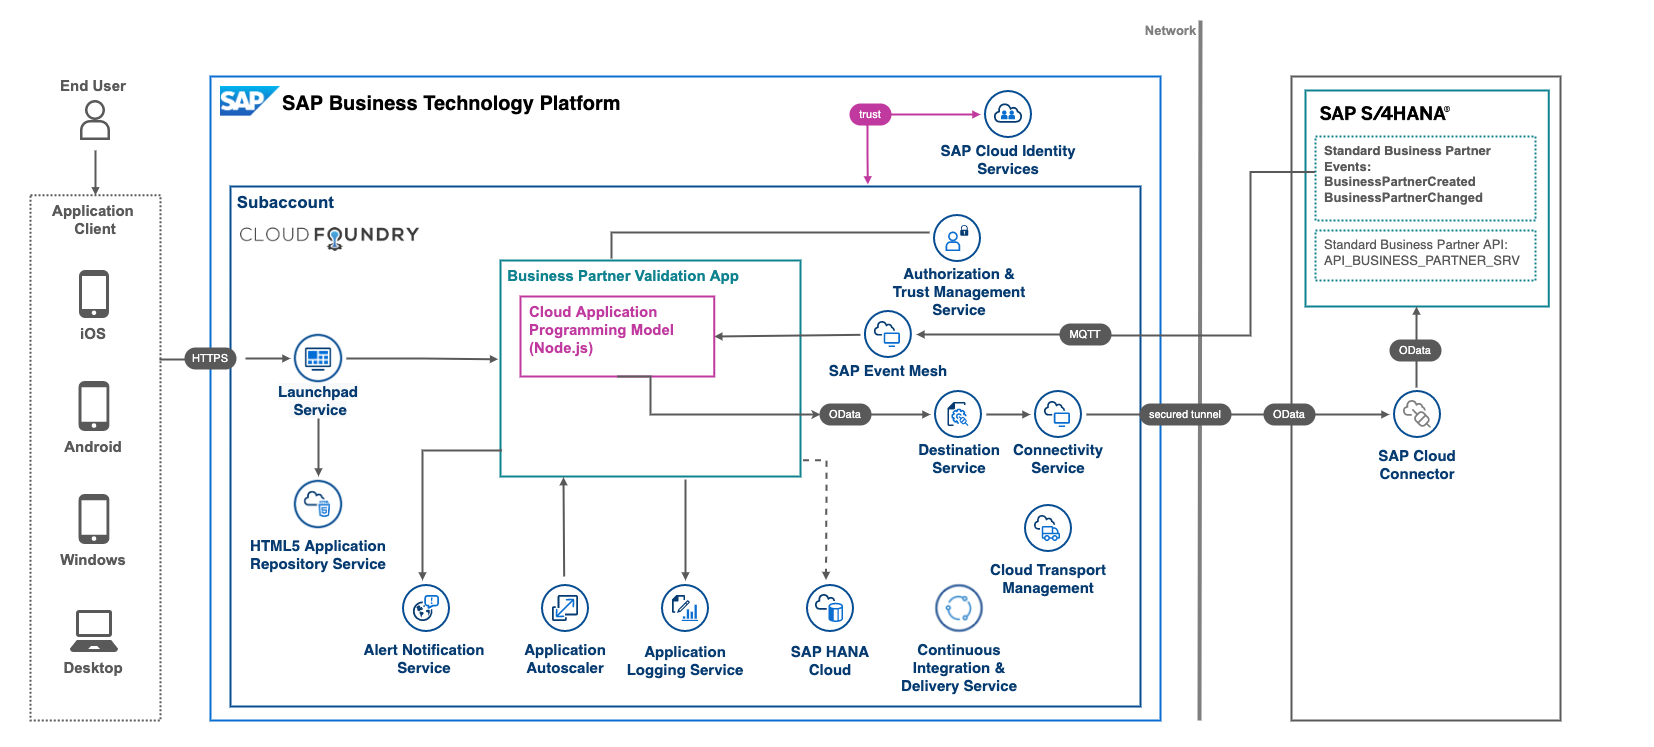 Network
End User
SAP
SAP Business Technology Platform
trust
SAP Cloud Identity
Services
SAP S/4HANA®
Standard Business Partner
Events:
BusinessPartnerCreated
BusinessPartnerChanged
Standard Business Partner API:
API_BUSINESS_PARTNER_SRV
Application
Client
iOS
Android
Windows
Desktop
HTTPS
Subaccount
CLOUD FOUNDRY
Launchpad
Service
HTML5 Application
Repository Service
Business Partner Validation App
Cloud Application
Programming Model
(Node.js)
Authorization &
Trust Management
Service
SAP Event Mesh
MQTT
OData
Destination
Service
Connectivity
Service
secured tunnel
OData
OData
SAP Cloud
Connector
Cloud Transport
Management
Alert Notification
Service
Application
Autoscaler
Application
Logging Service
SAP HANA
Cloud
Continuous
Integration &
Delivery Service